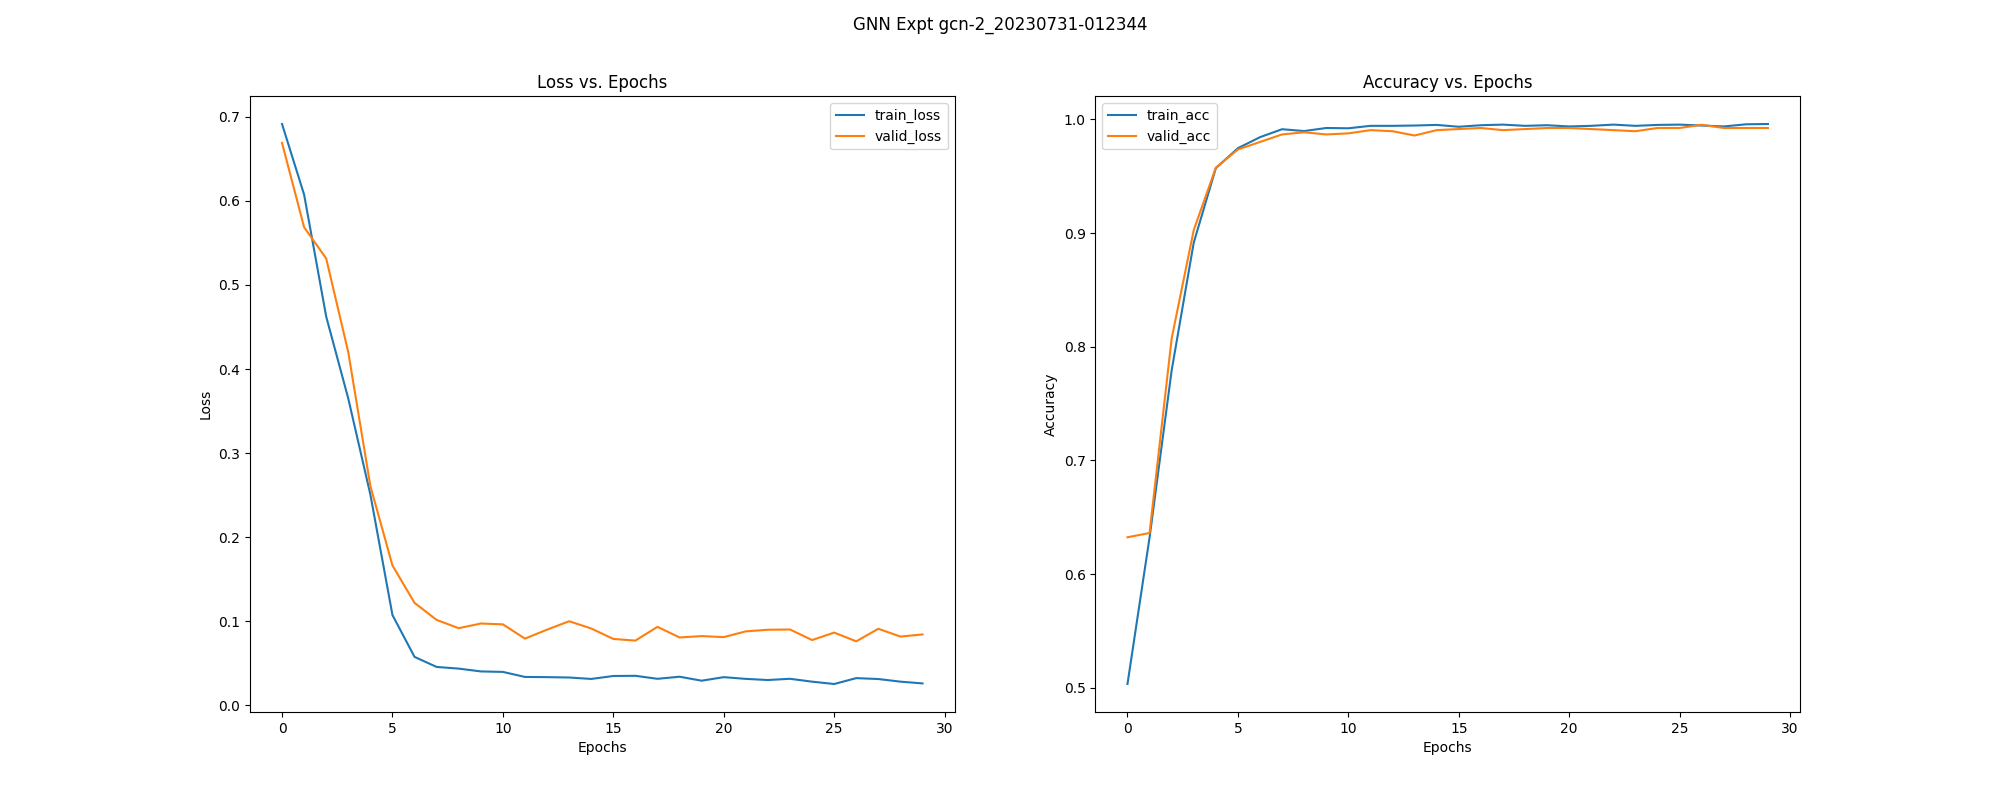 GNN Expt gcn-2_20230731-012344
Loss vs. Epochs
train_loss
valid_loss
0.7
0.6
0.5
0.4
0.3
0.2
0.1
0.0
Loss
0 5 10 15 20 25 30
Epochs
Accuracy vs. Epochs
train_acc
valid_acc
1.0
0.9
0.8
0.7
0.6
0.5
Accuracy
0 5 10 15 20 25 30
Epochs